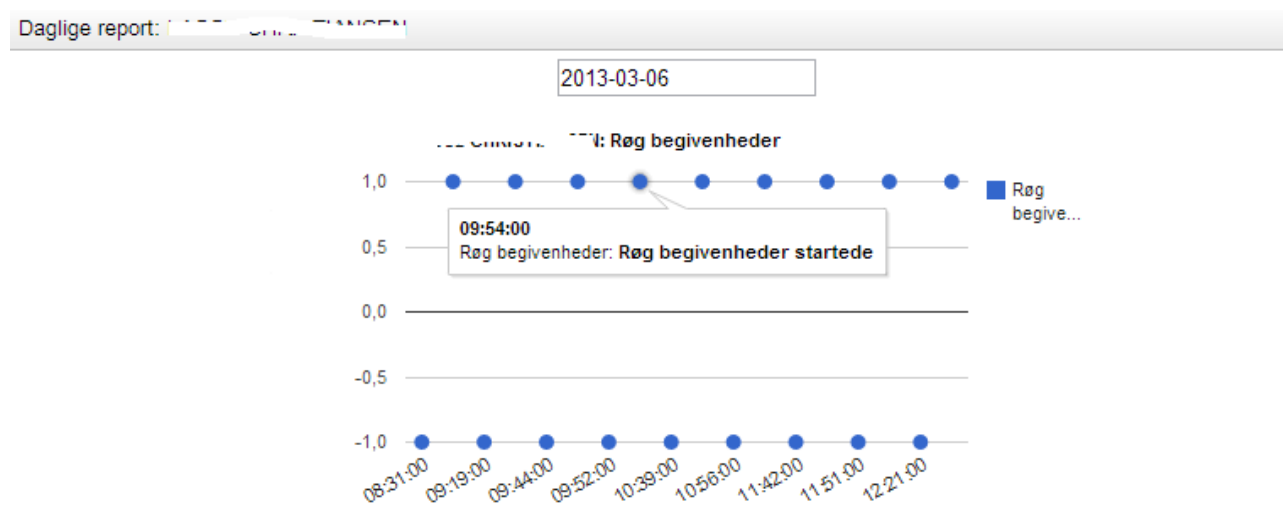 Daglige report:
2013-03-06
: Røg begivenheder
1,0
Røg
begive...
09:54:00
Røg begivenheder: Røg begivenheder startede
0,5
0,0
-0,5
-1,0
08:31:00 09:19:00 09:44:00 09:52:00 10:39:00 10:56:00 11:42:00 11:51:00 12:21:00